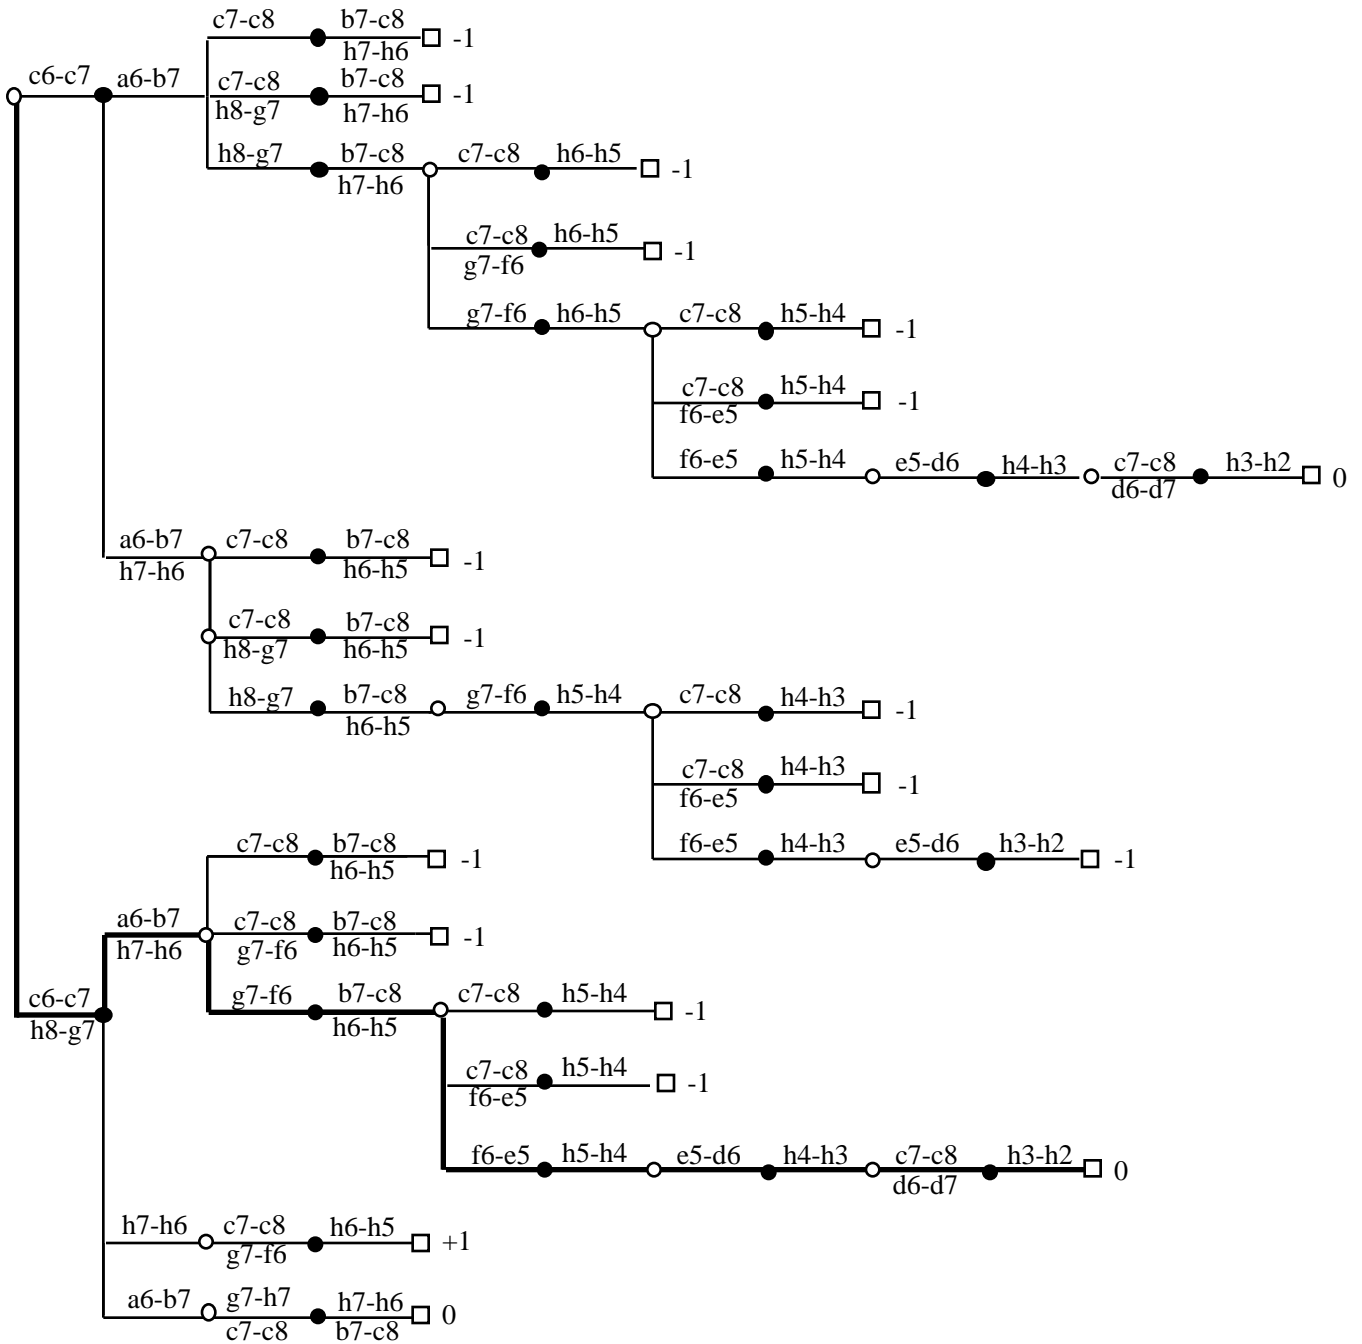 c7-c8 b7-c8
h7-h6 -1
c6-c7 a6-b7 c7-c8 b7-c8
h8-g7 h7-h6 -1
h8-g7 b7-c8 c7-c8 h6-h5
h7-h6 -1
c7-c8 h6-h5
g7-f6 -1
g7-f6 h6-h5 c7-c8 h5-h4
-1
c7-c8 h5-h4
f6-e5 -1
f6-e5 h5-h4 e5-d6 h4-h3 c7-c8 h3-h2
d6-d7 0
a6-b7 c7-c8 b7-c8
h7-h6 h6-h5 -1
c7-c8 b7-c8
h8-g7 h6-h5 -1
h8-g7 b7-c8 g7-f6 h5-h4 c7-c8 h4-h3
h6-h5 -1
c7-c8 h4-h3
f6-e5 -1
f6-e5 h4-h3 e5-d6 h3-h2
-1
c7-c8 b7-c8
h6-h5 -1
a6-b7 c7-c8 b7-c8
h7-h6 g7-f6 h6-h5 -1
c6-c7 g7-f6 b7-c8 c7-c8 h5-h4
h8-g7 h6-h5 -1
c7-c8 h5-h4
f6-e5 -1
f6-e5 h5-h4 e5-d6 h4-h3 c7-c8 h3-h2
d6-d7 0
h7-h6 c7-c8 h6-h5
g7-f6 +1
a6-b7 g7-h7 h7-h6
c7-c8 b7-c8 0